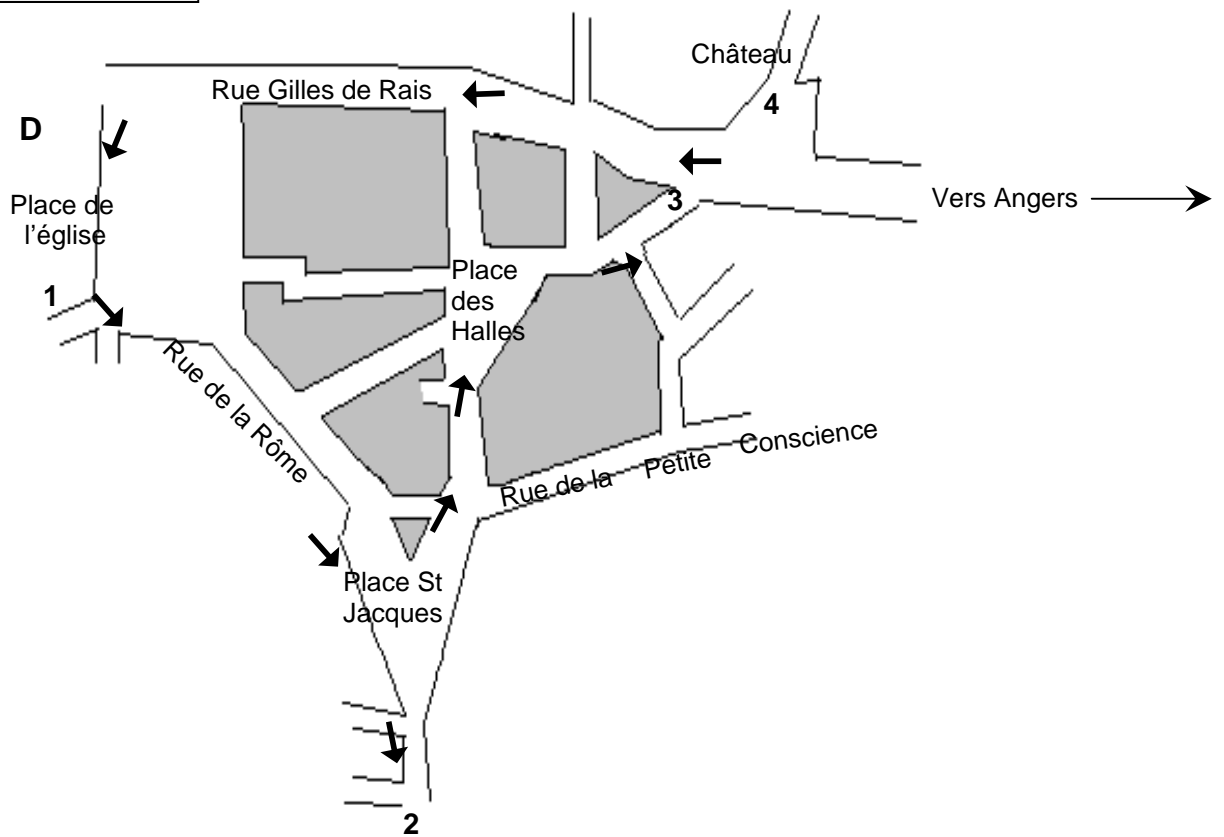 Château
Rue Gilles de Rais
4
D
3
Vers Angers
Place de
l'église
Place
des
Halles
1
Rue de la Rôme
Rue de la Petite Conscience
Place St
Jacques
2